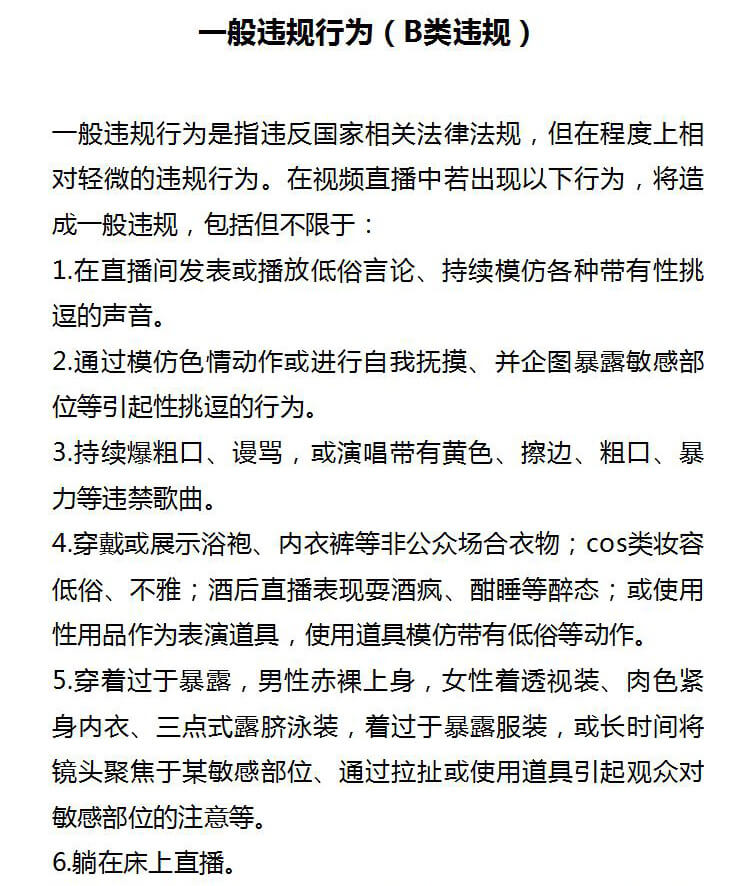 一般违规行为（B类违规）
一般违规行为是指违反国家相关法律法规，但在程度上相
对轻微的违规行为。在视频直播中若出现以下行为，将造
成一般违规，包括但不限于：
1.在直播间发表或播放低俗言论、持续模仿各种带有性挑
逗的声音。
2.通过模仿色情动作或进行自我抚摸、并企图暴露敏感部
位等引起性挑逗的行为。
3.持续爆粗口、谩骂，或演唱带有黄色、擦边、粗口、暴
力等违禁歌曲。
4.穿戴或展示浴袍、内衣裤等非公众场合衣物；cos类妆容
低俗、不雅；酒后直播表现耍酒疯、酣睡等醉态；或使用
性用品作为表演道具，使用道具模仿带有低俗等动作。
5.穿着过于暴露，男性赤裸上身，女性着透视装、肉色紧
身内衣、三点式露脐泳装，着过于暴露服装，或长时间将
镜头聚焦于某敏感部位、通过拉扯或使用道具引起观众对
敏感部位的注意等。
6.躺在床上直播。